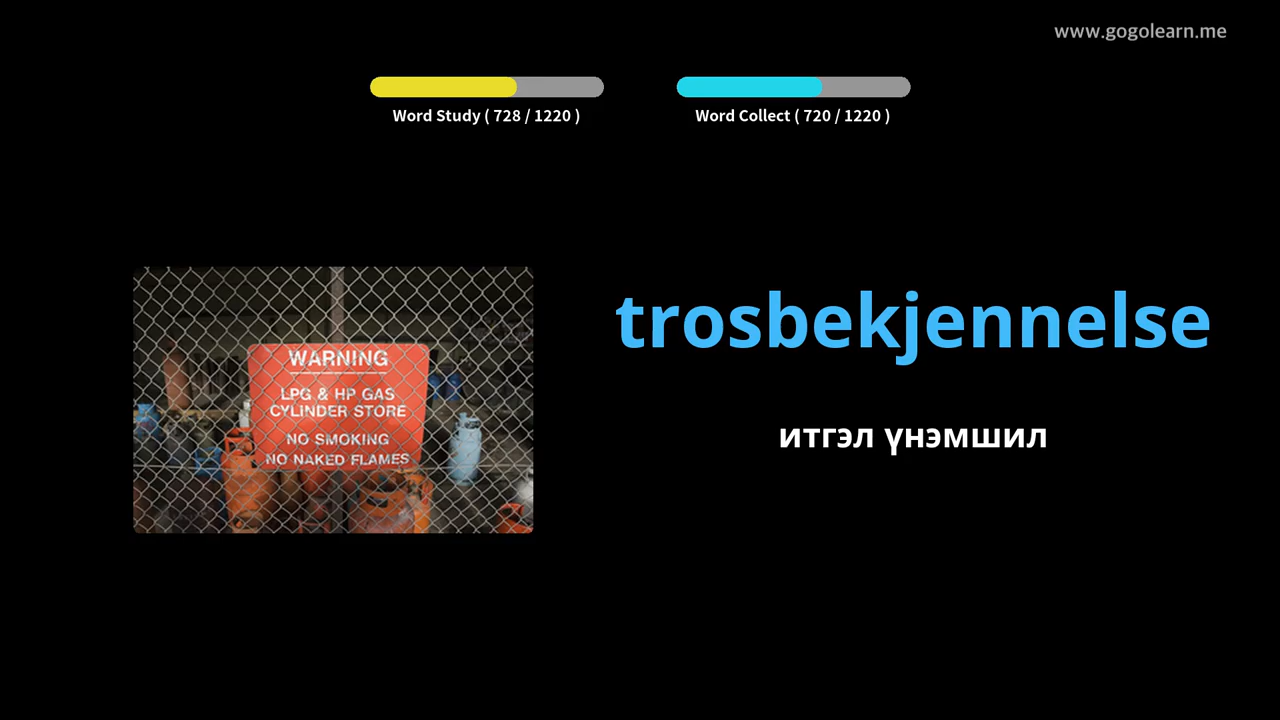 www.gogolearn.me
Word Study ( 728 / 1220 )
Word Collect ( 720 / 1220 )
WARNING
LPG & HP GAS
CYLINDER STORE
NO SMOKING
NO NAKED FLAMES
trosbekjennelse
итгэл үнэмшил